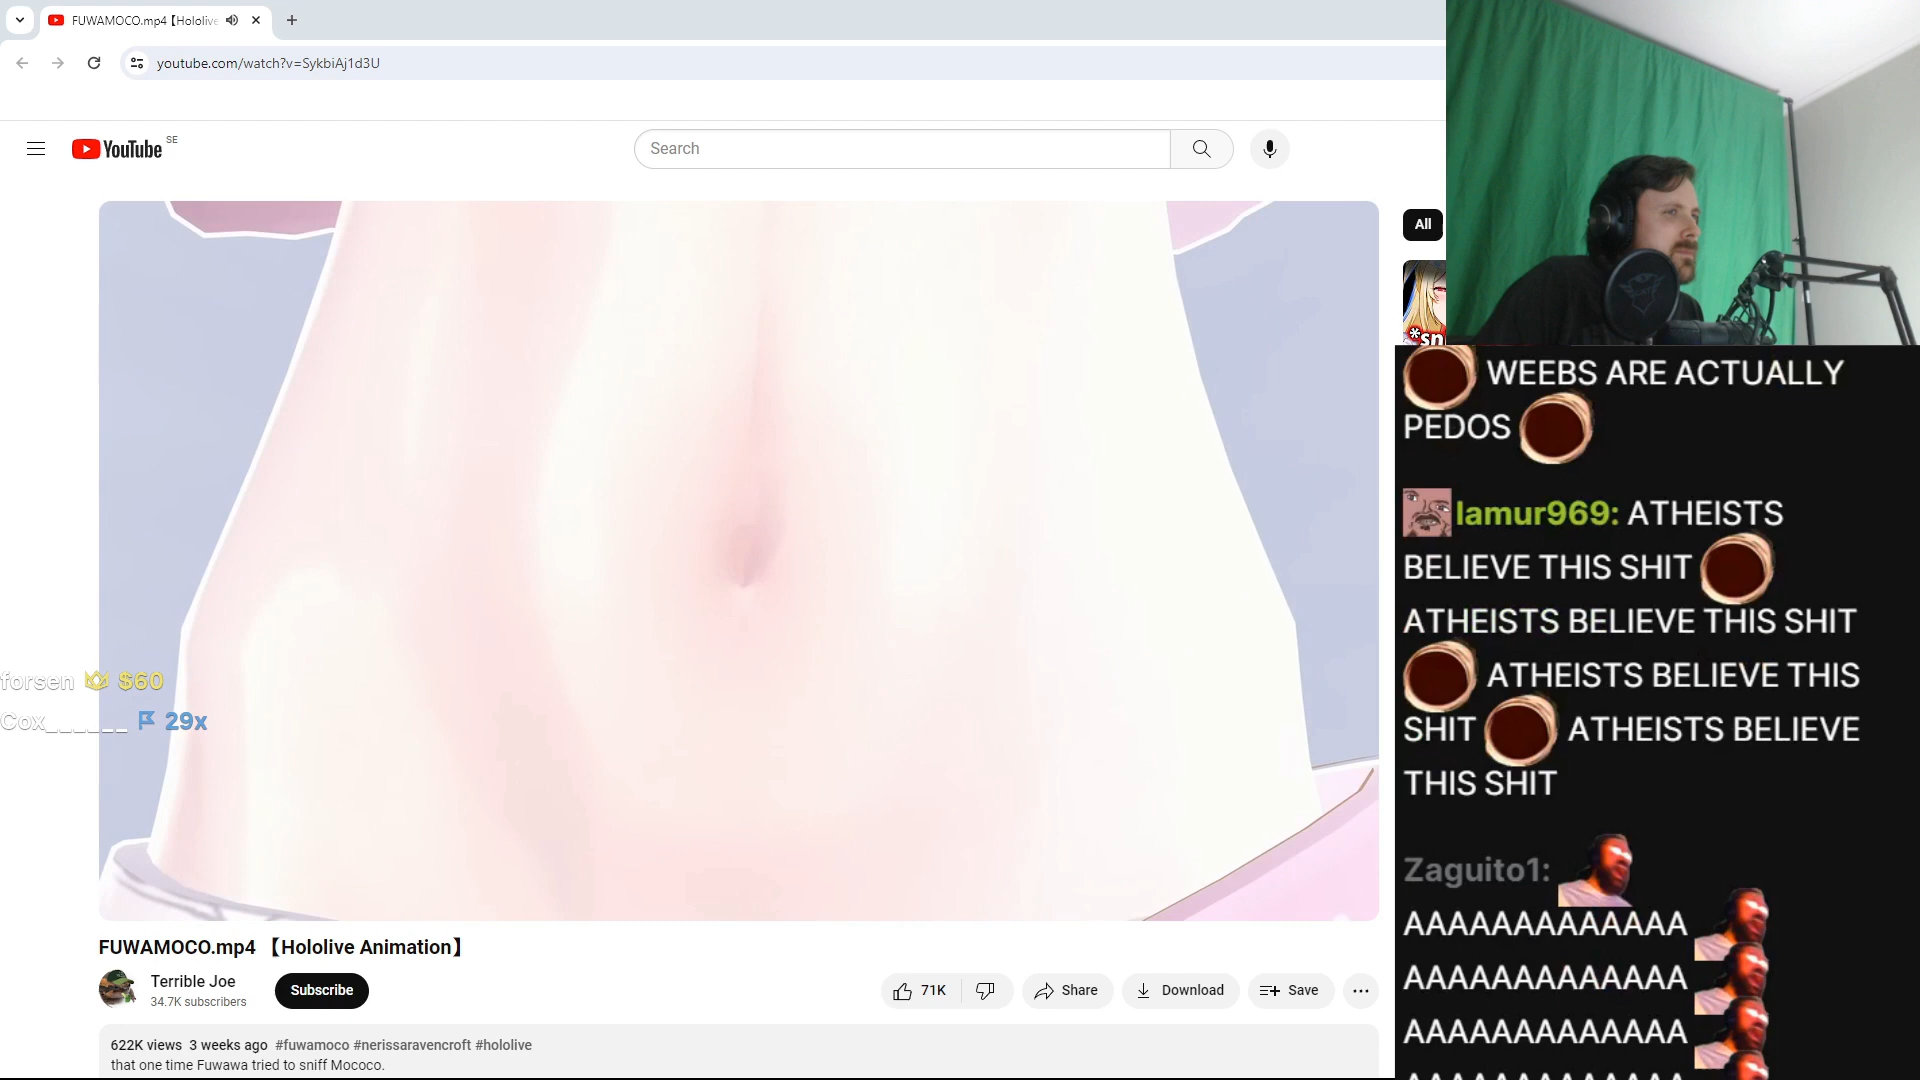 FUWAMOCO.mp4【Hololive
youtube.com/watch?v=SykbiAj1d3U
YouTube SE
Search
All
*sn
WEEBS ARE ACTUALLY
PEDOS
lamur969: ATHEISTS
BELIEVE THIS SHIT
ATHEISTS BELIEVE THIS SHIT
ATHEISTS BELIEVE THIS
SHIT ATHEISTS BELIEVE
THIS SHIT
Zaguito1:
AAAAAAAAAAAAA
AAAAAAAAAAAAA
AAAAAAAAAAAAA
forsen $60
Cox______ 29x
FUWAMOCO.mp4 【Hololive Animation】
Terrible Joe
34.7K subscribers
Subscribe
71K
Share
Download
Save
622K views 3 weeks ago #fuwamoco #nerissaravencroft #hololive
that one time Fuwawa tried to sniff Mococo.